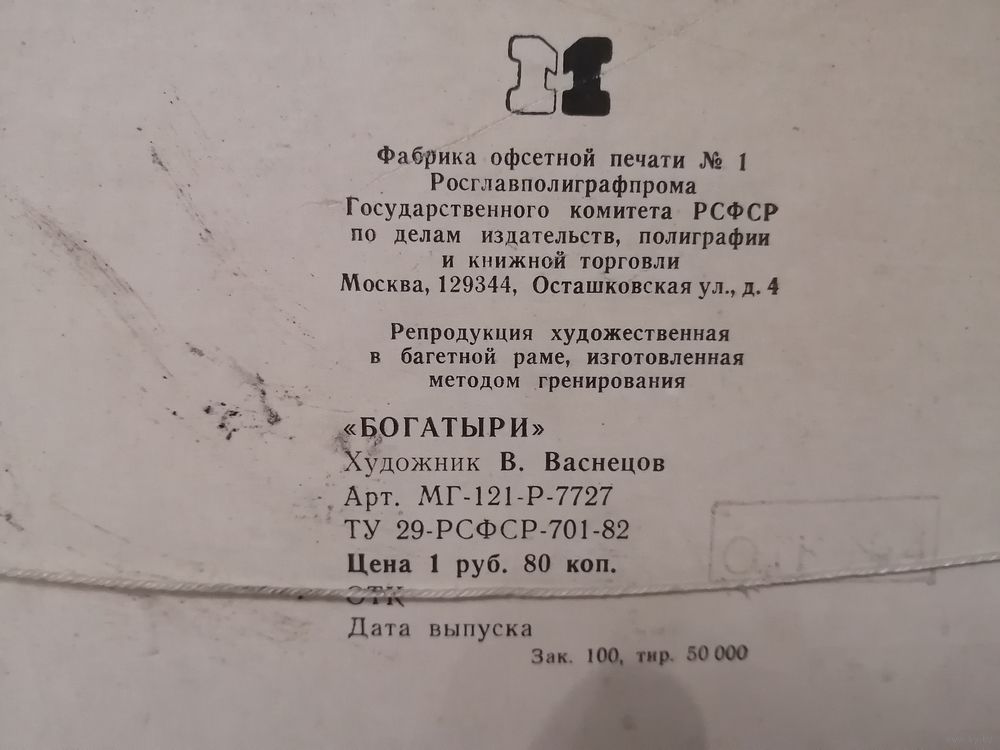 Фабрика офсетной печати № 1
Росглавполиграфпрома
Государственного комитета РСФСР
по делам издательств, полиграфии
и книжной торговли
Москва, 129344, Осташковская ул., д. 4
Репродукция художественная
в багетной раме, изготовленная
методом гренирования
«БОГАТЫРИ»
Художник В. Васнецов
Арт. МГ-121-Р-7727
ТУ 29-РСФСР-701-82
Цена 1 руб. 80 коп.
ОТК
Дата выпуска
Зак. 100, тир. 50 000